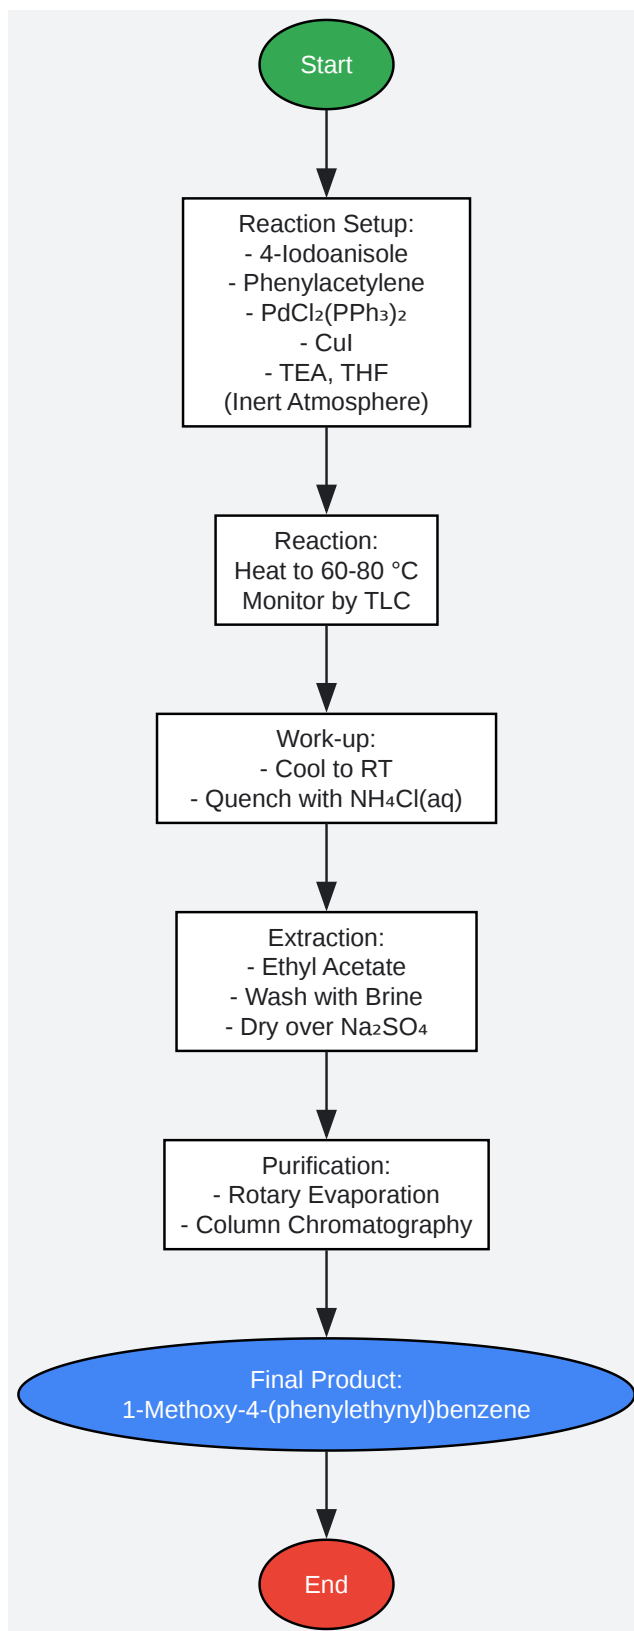 Start
Reaction Setup:
- 4-Iodoanisole
- Phenylacetylene
- PdCl₂(PPh₃)₂
- CuI
- TEA, THF
(Inert Atmosphere)
Reaction:
Heat to 60-80 °C
Monitor by TLC
Work-up:
- Cool to RT
- Quench with NH₄Cl(aq)
Extraction:
- Ethyl Acetate
- Wash with Brine
- Dry over Na₂SO₄
Purification:
- Rotary Evaporation
- Column Chromatography
Final Product:
1-Methoxy-4-(phenylethynyl)benzene
End